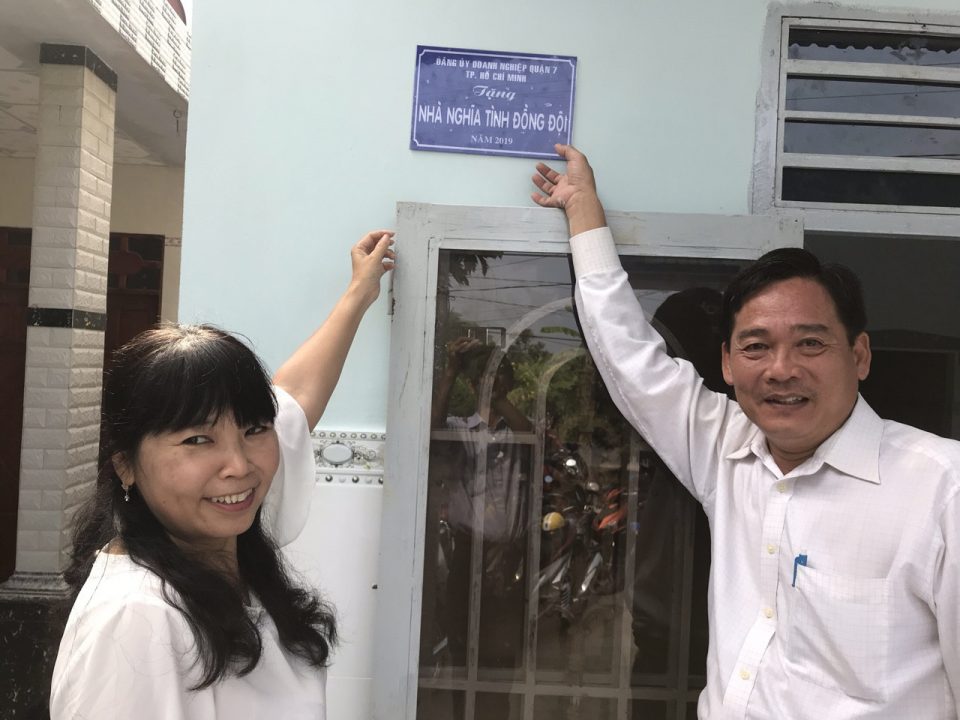 ĐẢNG ỦY DOANH NGHIỆP QUẬN 7
TP. HỒ CHÍ MINH
Tặng
NHÀ NGHĨA TÌNH ĐỒNG ĐỘI
NĂM 2019